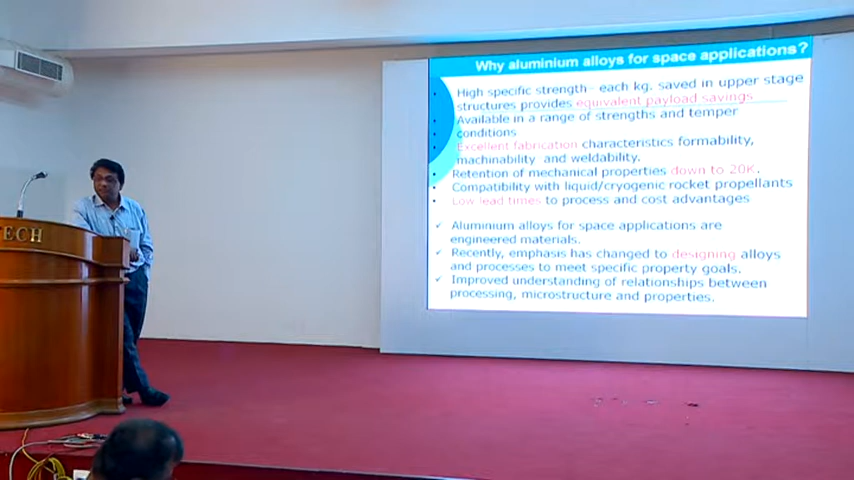 Why aluminium alloys for space applications?
High specific strength- each kg. saved in upper stage
structures provides equivalent payload savings
Available in a range of strengths and temper
conditions
Excellent fabrication characteristics formability,
machinability and weldability.
Retention of mechanical properties down to 20K.
Compatibility with liquid/cryogenic rocket propellants
Low lead times to process and cost advantages
Aluminium alloys for space applications are
engineered materials.
Recently, emphasis has changed to designing alloys
and processes to meet specific property goals.
Improved understanding of relationships between
processing, microstructure and properties.
TECH